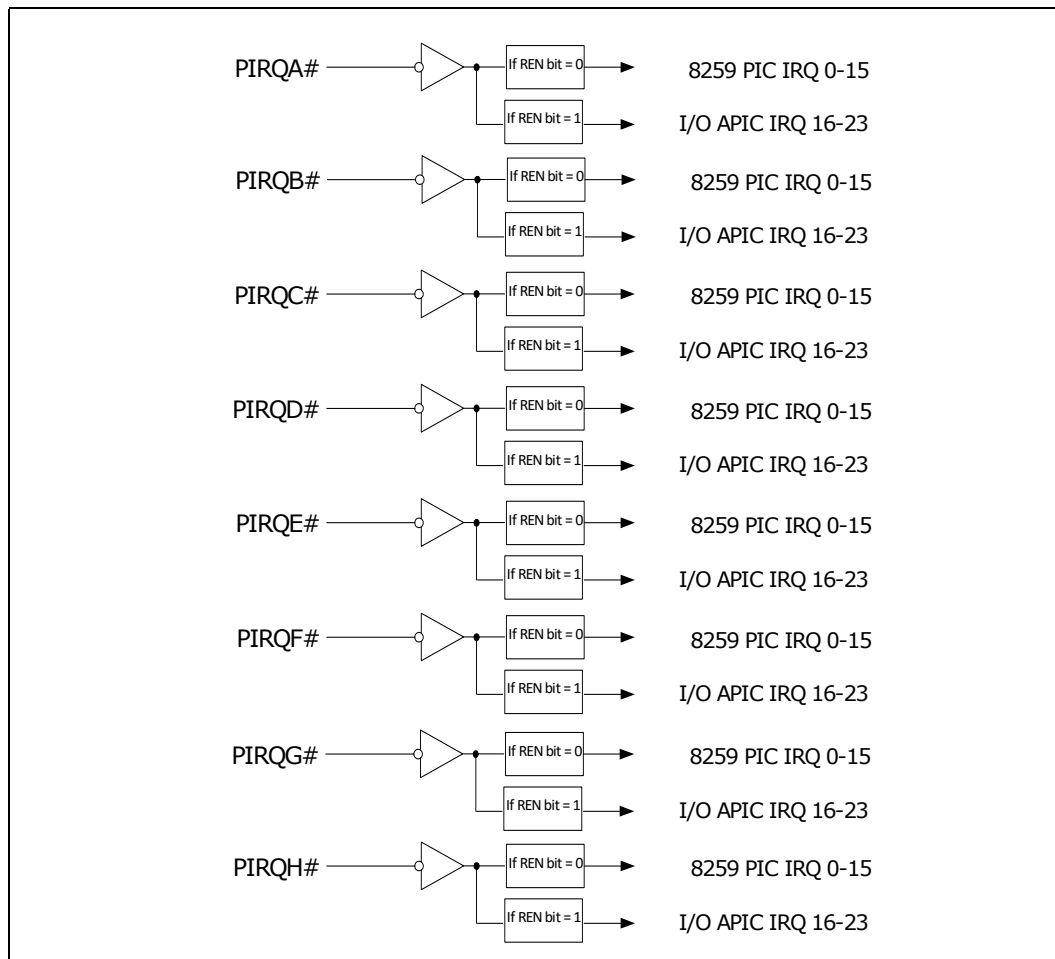 PIRQA#
If REN bit = 0
8259 PIC IRQ 0-15
If REN bit = 1
I/O APIC IRQ 16-23
PIRQB#
If REN bit = 0
8259 PIC IRQ 0-15
If REN bit = 1
I/O APIC IRQ 16-23
PIRQC#
If REN bit = 0
8259 PIC IRQ 0-15
If REN bit = 1
I/O APIC IRQ 16-23
PIRQD#
If REN bit = 0
8259 PIC IRQ 0-15
If REN bit = 1
I/O APIC IRQ 16-23
PIRQE#
If REN bit = 0
8259 PIC IRQ 0-15
If REN bit = 1
I/O APIC IRQ 16-23
PIRQF#
If REN bit = 0
8259 PIC IRQ 0-15
If REN bit = 1
I/O APIC IRQ 16-23
PIRQG#
If REN bit = 0
8259 PIC IRQ 0-15
If REN bit = 1
I/O APIC IRQ 16-23
PIRQH#
If REN bit = 0
8259 PIC IRQ 0-15
If REN bit = 1
I/O APIC IRQ 16-23